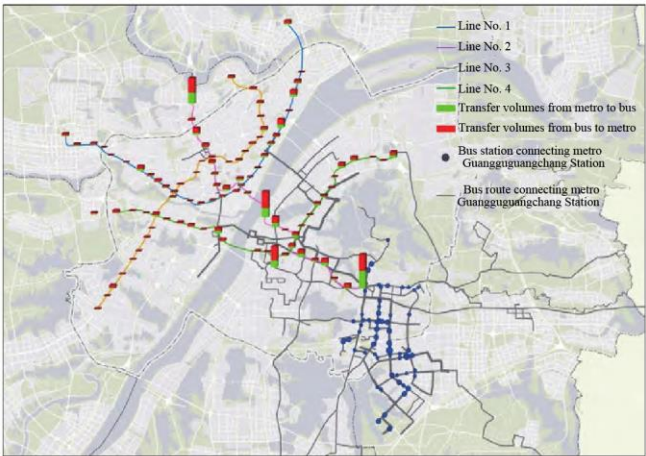 Line No. 1
Line No. 2
Line No. 3
Line No. 4
Transfer volumes from metro to bus
Transfer volumes from bus to metro
Bus station connecting metro
Guangguguangchang Station
Bus route connecting metro
Guangguguangchang Station